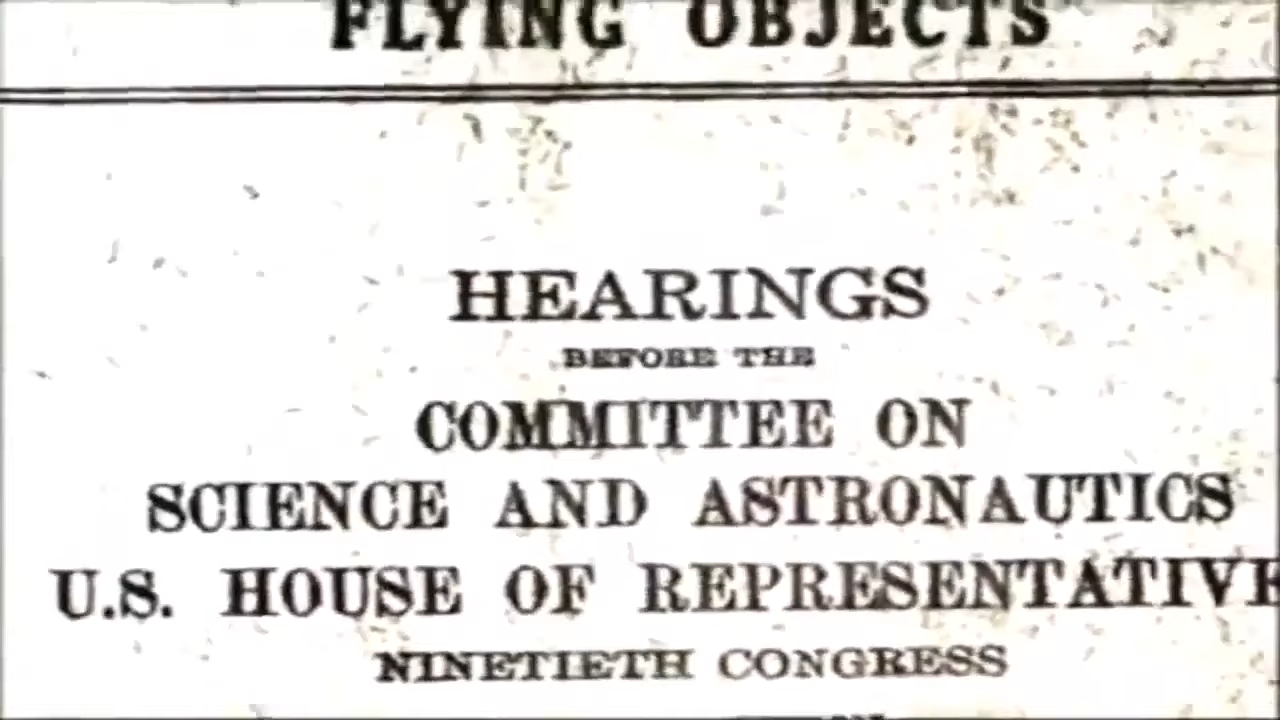 FLYING OBJECTS
HEARINGS
BEFORE THE
COMMITTEE ON
SCIENCE AND ASTRONAUTICS
U.S. HOUSE OF REPRESENTATIVE
NINETIETH CONGRESS